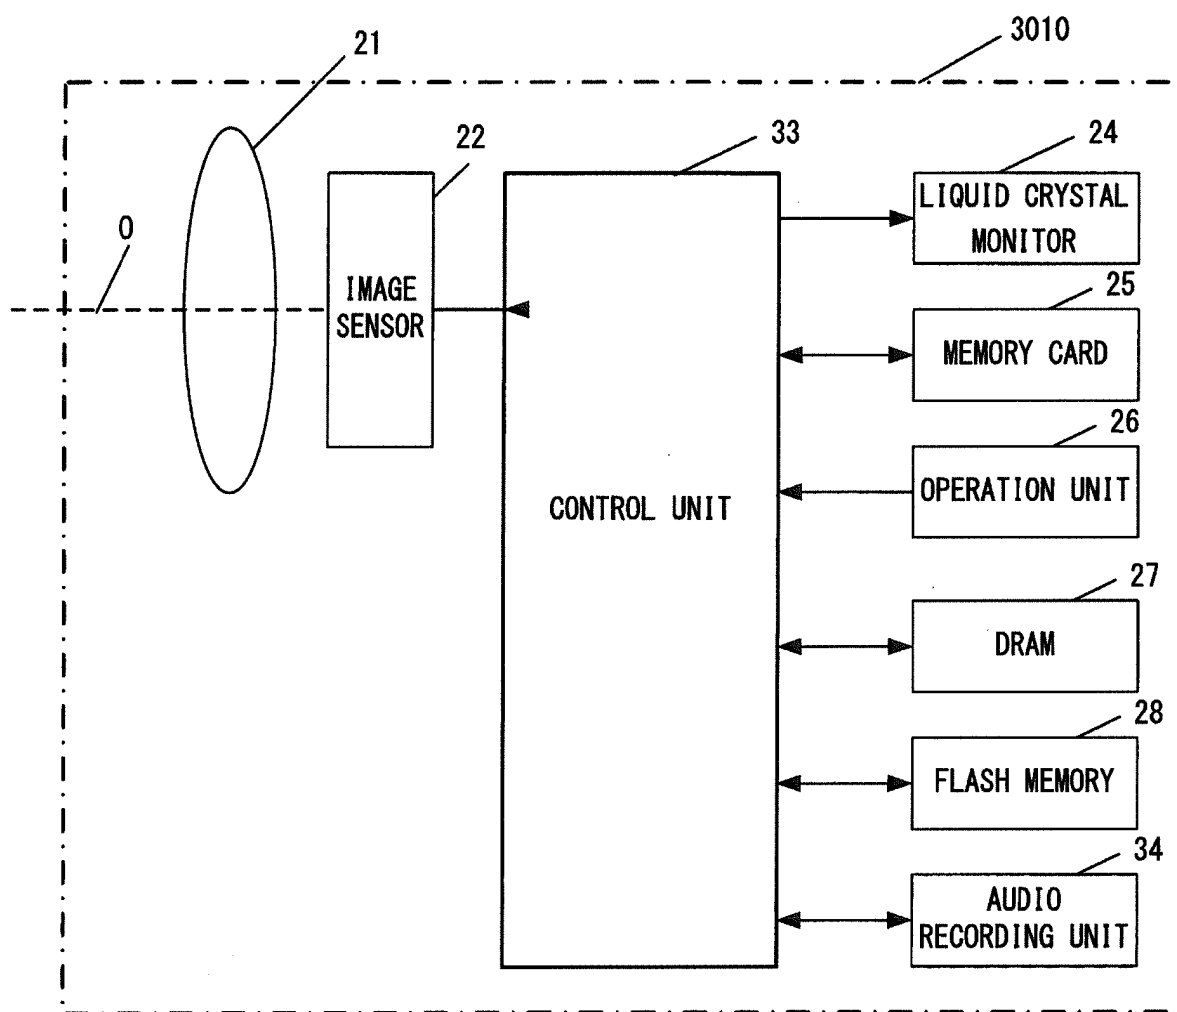 3010
21
22
33
24
LIQUID CRYSTAL
MONITOR
O
IMAGE
SENSOR
25
MEMORY CARD
26
OPERATION UNIT
CONTROL UNIT
27
DRAM
28
FLASH MEMORY
34
AUDIO
RECORDING UNIT